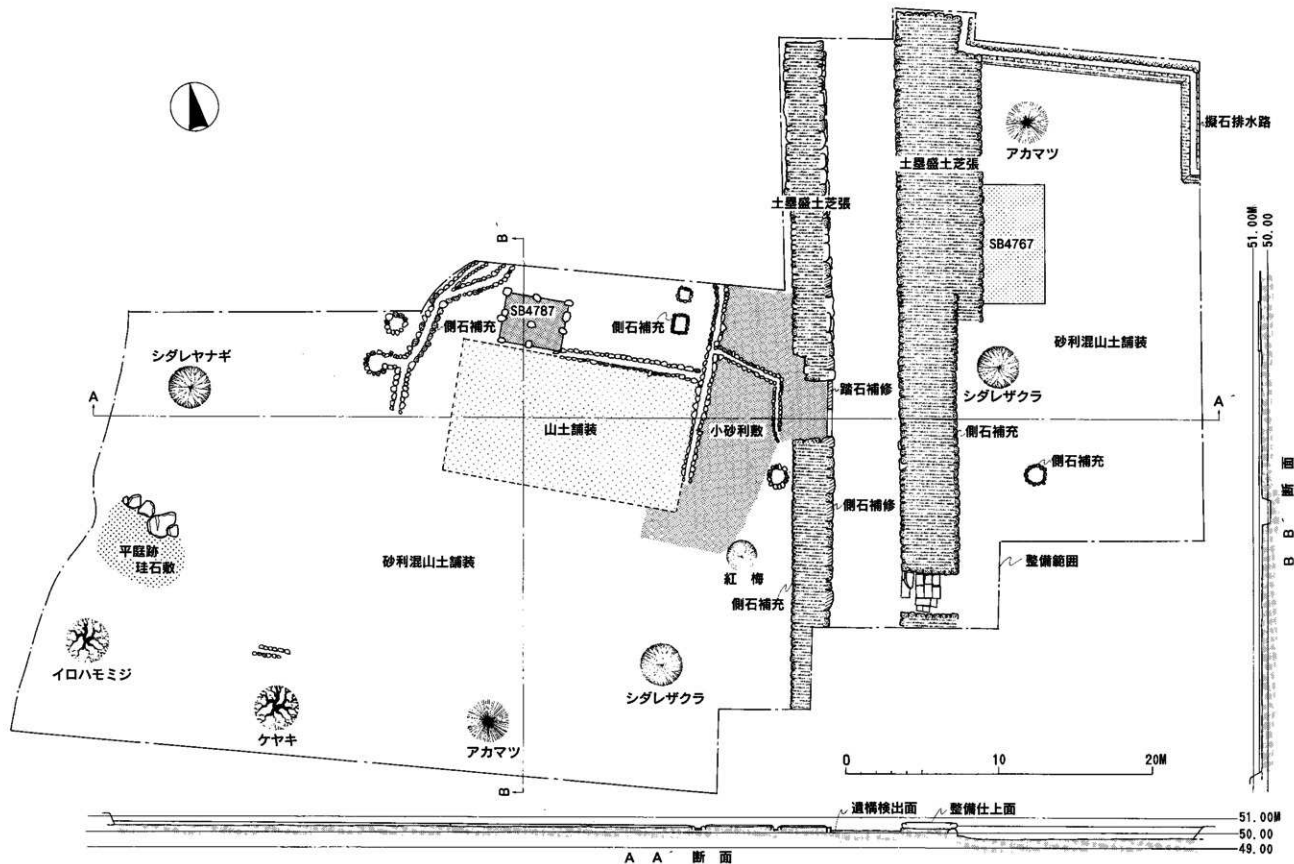 擬石排水路
アカマツ
土塁盛土芝張
土塁盛土芝張
SB4767
51.00M
50.00
B
SB4787
側石補充
側石補充
シダレヤナギ
砂利混山土舗装
シダレザクラ
踏石補修
A
A´
山土舗装
小砂利敷
側石補充
側石補充
側石補修
平庭跡
珪石敷
砂利混山土舗装
紅梅
側石補充
整備範囲
B B´ 断面
イロハモミジ
シダレザクラ
ケヤキ
アカマツ
0 10 20M
B´
遺構検出面
整備仕上面
51.00M
50.00
49.00
A A´ 断面